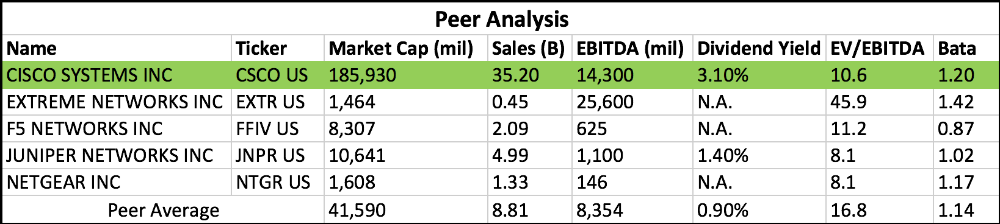 Peer Analysis
Name Ticker Market Cap (mil) Sales (B) EBITDA (mil) Dividend Yield EV/EBITDA Bata
CISCO SYSTEMS INC CSCO US 185,930 35.20 14,300 3.10% 10.6 1.20
EXTREME NETWORKS INC EXTR US 1,464 0.45 25,600 N.A. 45.9 1.42
F5 NETWORKS INC FFIV US 8,307 2.09 625 N.A. 11.2 0.87
JUNIPER NETWORKS INC JNPR US 10,641 4.99 1,100 1.40% 8.1 1.02
NETGEAR INC NTGR US 1,608 1.33 146 N.A. 8.1 1.17
Peer Average 41,590 8.81 8,354 0.90% 16.8 1.14